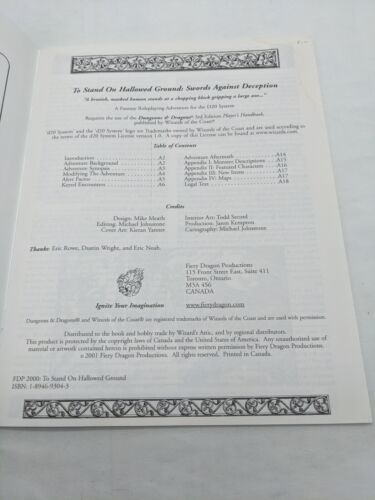 To Stand On Hallowed Ground: Swords Against Deception
"A brutish, masked human stands at a chopping block gripping a large axe..."
A Fantasy Roleplaying Adventure for the D20 System
Requires the use of the Dungeons & Dragons® 3rd Edition Player's Handbook,
published by Wizards of the Coast®
'd20 System' and the 'd20 System' logo are Trademarks owned by Wizards of the Coast and are used according to
the terms of the d20 System License version 1.0. A copy of this License can be found at www.wizards.com.
Table of Contents
Introduction A2
Adventure Background A2
Adventure Synopsis A3
Modifying The Adventure A4
Alert Factor A5
Keyed Encounters A6
Adventure Aftermath A14
Appendix I: Monster Descriptions A15
Appendix II: Featured Characters A16
Appendix III: New Items A17
Appendix IV: Maps A17
Legal Text A18
Credits
Design: Mike Mearls
Editing: Michael Johnstone
Cover Art: Kieran Yanner
Interior Art: Todd Secord
Production: Jason Kempton
Cartography: Michael Johnstone
Thanks: Eric Rowe, Dustin Wright, and Eric Noah.
Ignite Your Imagination
Fiery Dragon Productions
115 Front Street East, Suite 411
Toronto, Ontario
M5A 4S6
CANADA
www.fierydragon.com
Dungeons & Dragons® and Wizards of the Coast® are registered trademarks of Wizards of the Coast and are used with permission.
Distributed to the book and hobby trade by Wizard's Attic, and by regional distributors.
This product is protected by the copyright laws of Canada and the United States of America. Any unauthorized use of
material or artwork contained herein is prohibited without express written permission by Fiery Dragon Productions.
©2001 Fiery Dragon Productions. All rights reserved. Printed in Canada.
FDP 2000: To Stand On Hallowed Ground
ISBN: 1-8946-9304-3